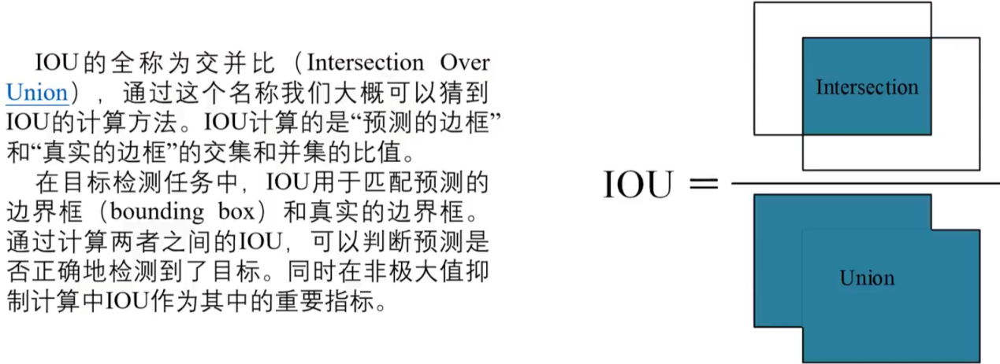 IOU的全称为交并比（Intersection Over
Union），通过这个名称我们大概可以猜到
IOU的计算方法。IOU计算的是“预测的边框”
和“真实的边框”的交集和并集的比值。
在目标检测任务中，IOU用于匹配预测的
边界框（bounding box）和真实的边界框。
通过计算两者之间的IOU，可以判断预测是
否正确地检测到了目标。同时在非极大值抑
制计算中IOU作为其中的重要指标。
Intersection
IOU =
Union